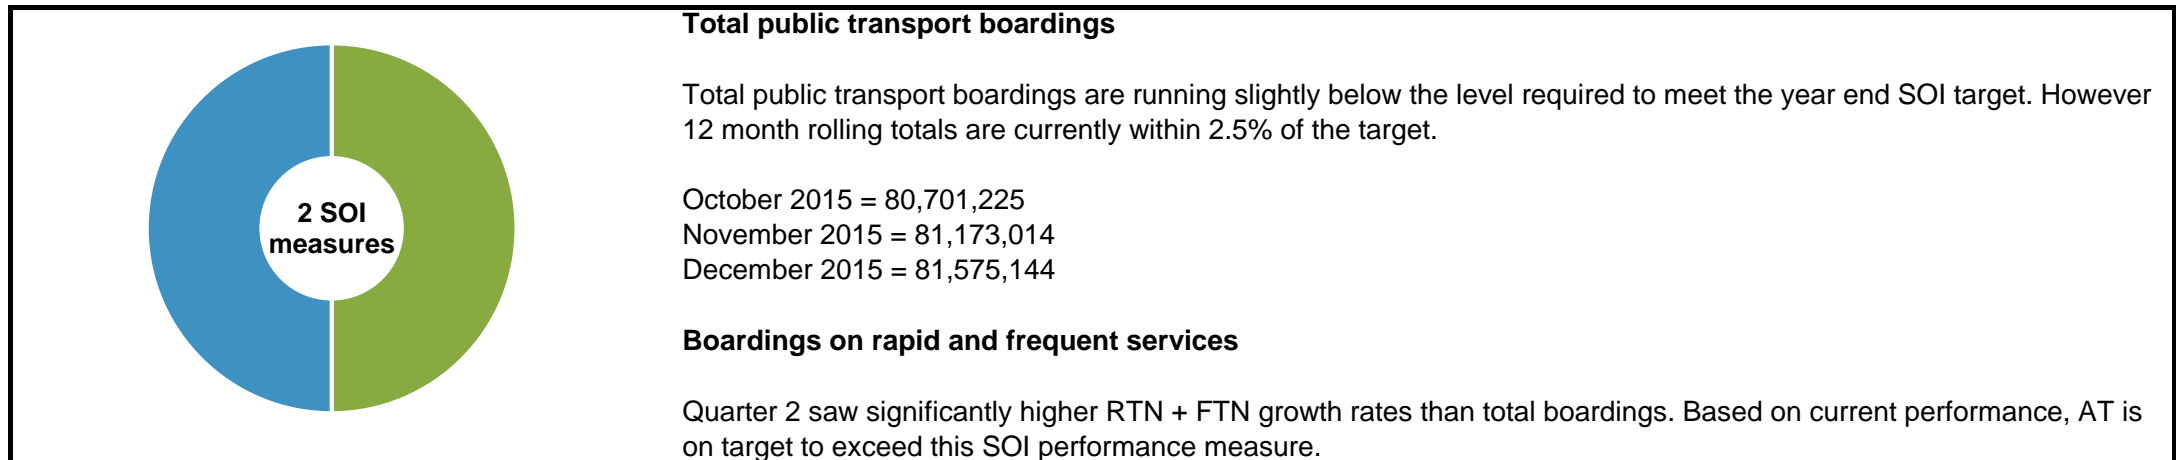 2 SOI
measures
Total public transport boardings
Total public transport boardings are running slightly below the level required to meet the year end SOI target. However
12 month rolling totals are currently within 2.5% of the target.
October 2015 = 80,701,225
November 2015 = 81,173,014
December 2015 = 81,575,144
Boardings on rapid and frequent services
Quarter 2 saw significantly higher RTN + FTN growth rates than total boardings. Based on current performance, AT is
on target to exceed this SOI performance measure.